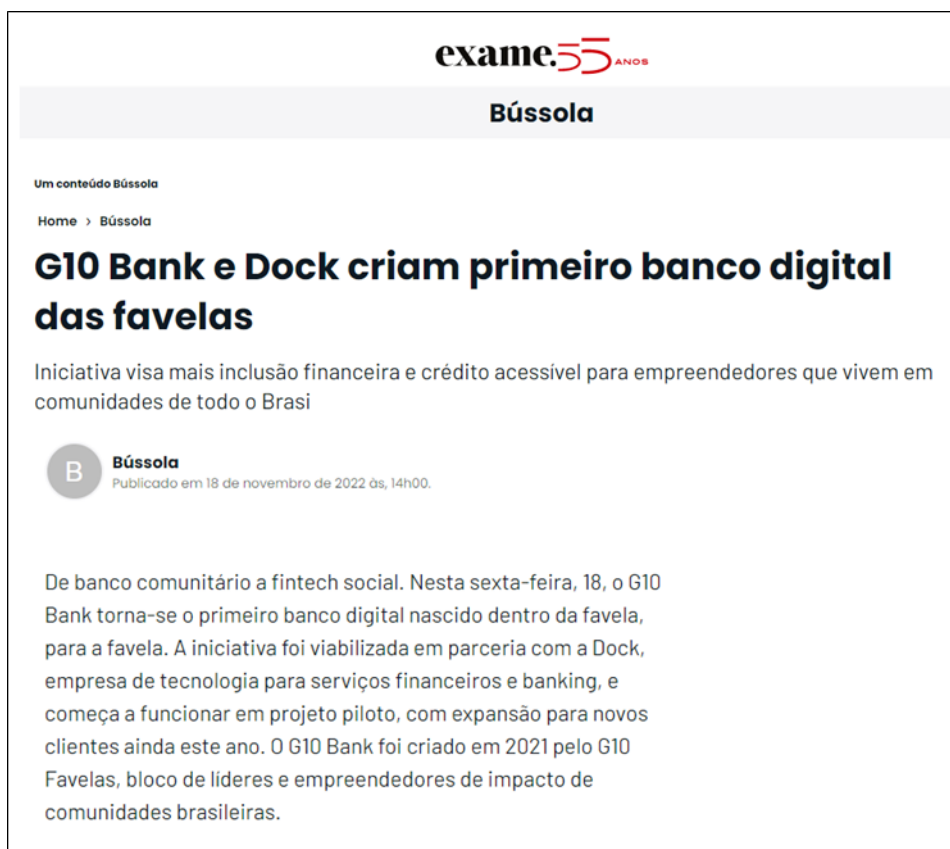 exame.55 ANOS
Bússola
Um conteúdo Bússola
Home > Bússola
G10 Bank e Dock criam primeiro banco digital
das favelas
Iniciativa visa mais inclusão financeira e crédito acessível para empreendedores que vivem em
comunidades de todo o Brasi
B
Bússola
Publicado em 18 de novembro de 2022 às, 14h00.
De banco comunitário a fintech social. Nesta sexta-feira, 18, o G10
Bank torna-se o primeiro banco digital nascido dentro da favela,
para a favela. A iniciativa foi viabilizada em parceria com a Dock,
empresa de tecnologia para serviços financeiros e banking, e
começa a funcionar em projeto piloto, com expansão para novos
clientes ainda este ano. O G10 Bank foi criado em 2021 pelo G10
Favelas, bloco de líderes e empreendedores de impacto de
comunidades brasileiras.